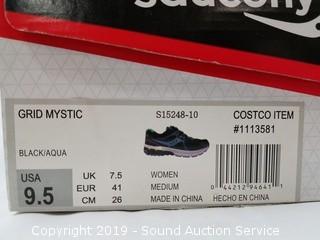 saucony
GRID MYSTIC
S15248-10
COSTCO ITEM
#1113581
BLACK/AQUA
USA
9.5
UK 7.5
EUR 41
CM 26
WOMEN
MEDIUM
MADE IN CHINA
0 44212 94641 1
HECHO EN CHINA
Copyright 2019 - Sound Auction Service